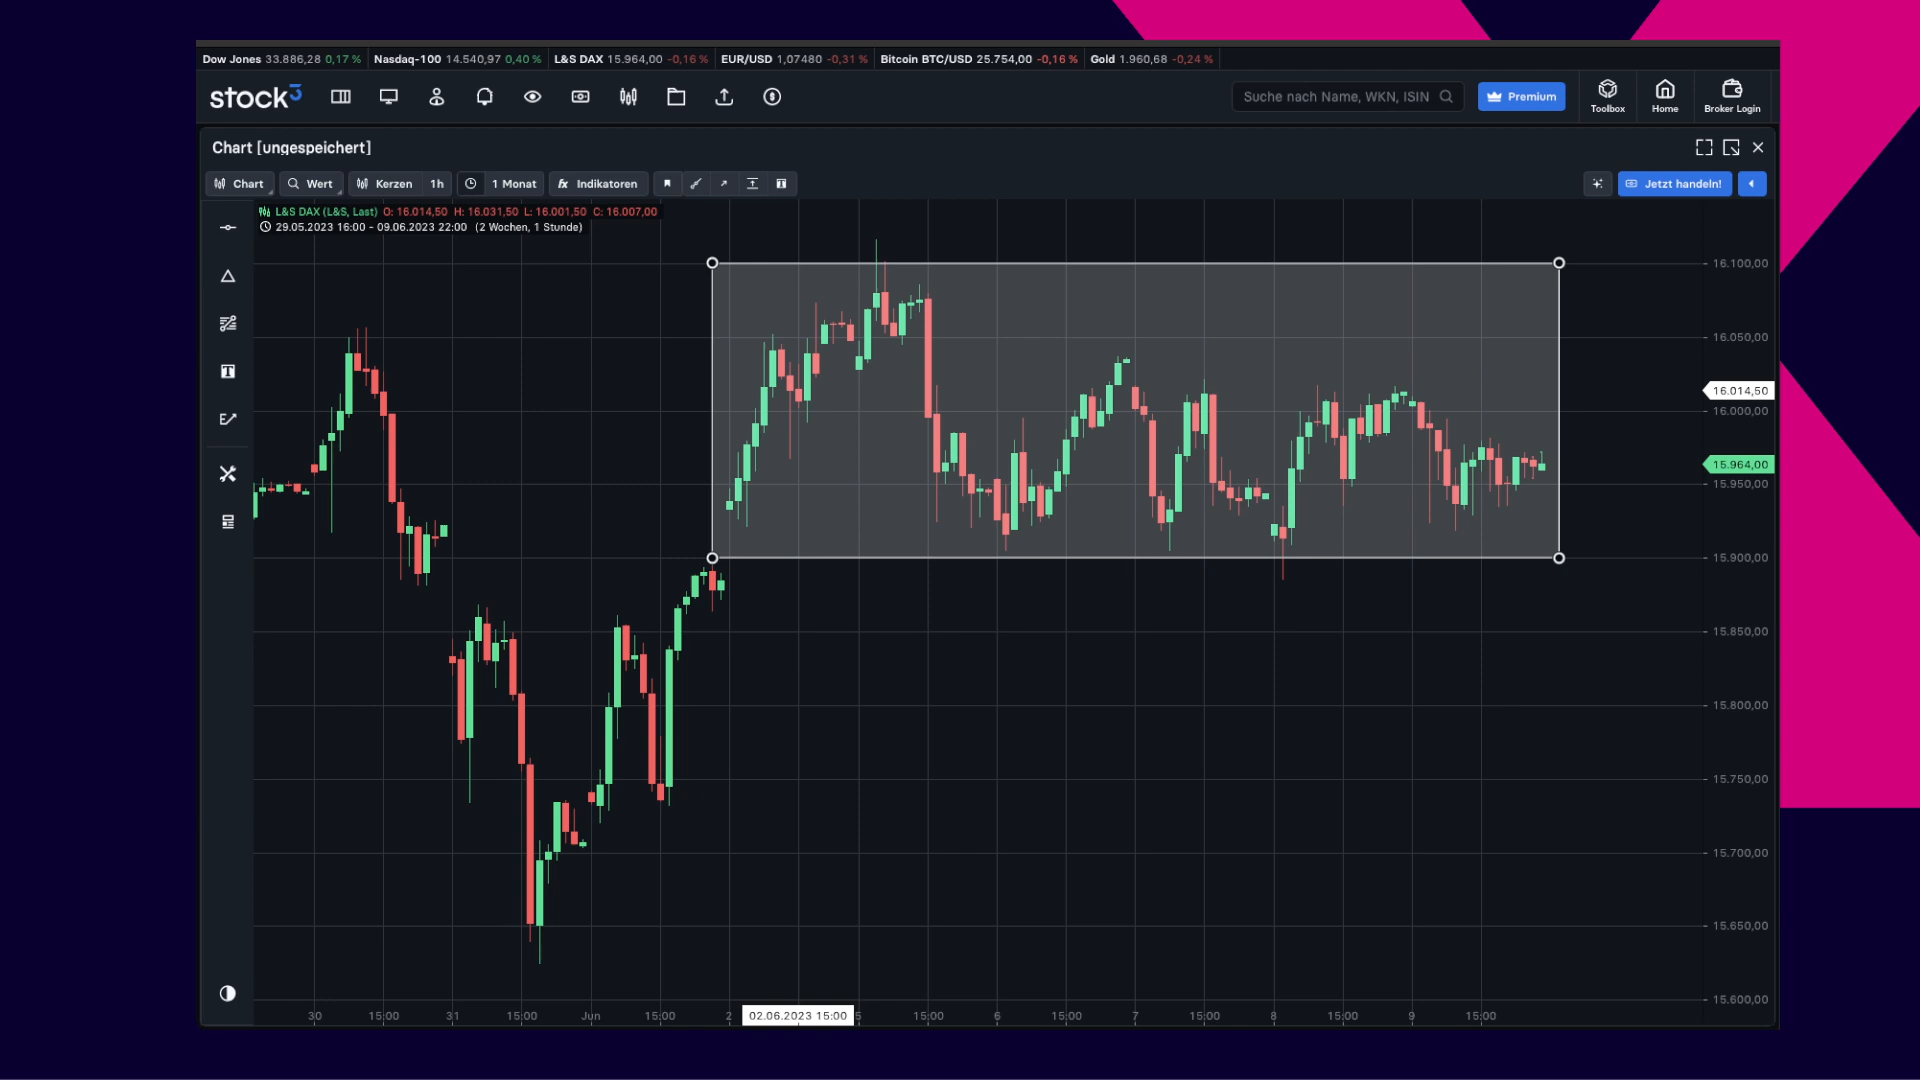 Dow Jones 33.886,28 0,17 % Nasdaq-100 14.540,97 0,40 % L&S DAX 15.964,00 -0,16 % EUR/USD 1,07480 -0,31 % Bitcoin BTC/USD 25.754,00 -0,16 % Gold 1.960,68 -0,24 %
stock3 Suche nach Name, WKN, ISIN Premium Toolbox Home Broker Login
Chart [ungespeichert]
Chart Wert Kerzen 1h 1 Monat fx Indikatoren Jetzt handeln!
L&S DAX (L&S, Last) O: 16.014,50 H: 16.031,50 L: 16.001,50 C: 16.007,00
29.05.2023 16:00 - 09.06.2023 22:00 (2 Wochen, 1 Stunde)
16.100,00
16.050,00
16.014,50
16.000,00
15.964,00
15.950,00
15.900,00
15.850,00
15.800,00
15.750,00
15.700,00
15.650,00
15.600,00
30 15:00 31 15:00 Jun 15:00 2 02.06.2023 15:00 5 15:00 6 15:00 7 15:00 8 15:00 9 15:00